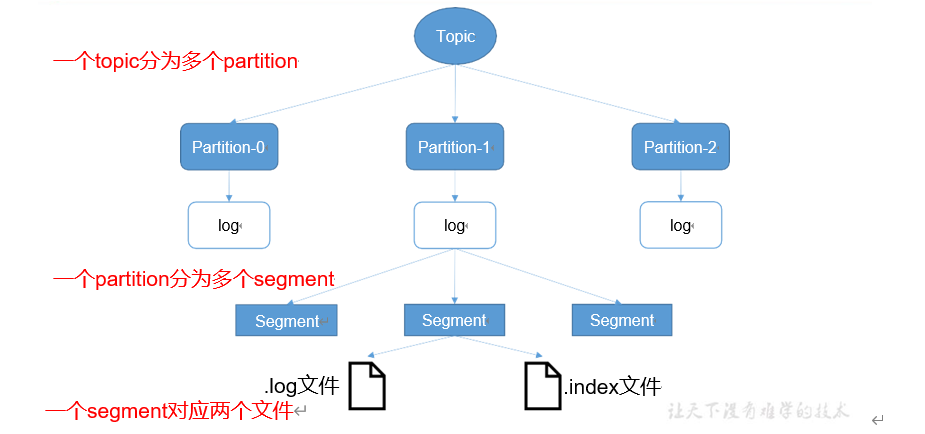 Topic
一个topic分为多个partition
Partition-0
Partition-1
Partition-2
log
log
log
一个partition分为多个segment
Segment
Segment
Segment
.log文件
.index文件
一个segment对应两个文件
让天下没有难学的技术